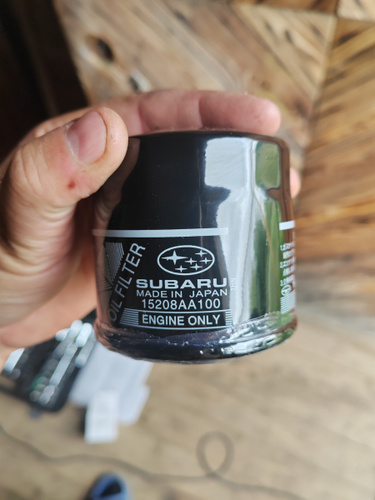 OIL FILTER
SUBARU
MADE IN JAPAN
15208AA100
ENGINE ONLY